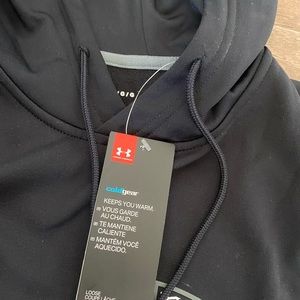 /G/G
coldgear
KEEPS YOU WARM.
VOUS GARDE
AU CHAUD.
TE MANTIENE
CALIENTE
MANTÉM VOCÊ
AQUECIDO.
LOOSE